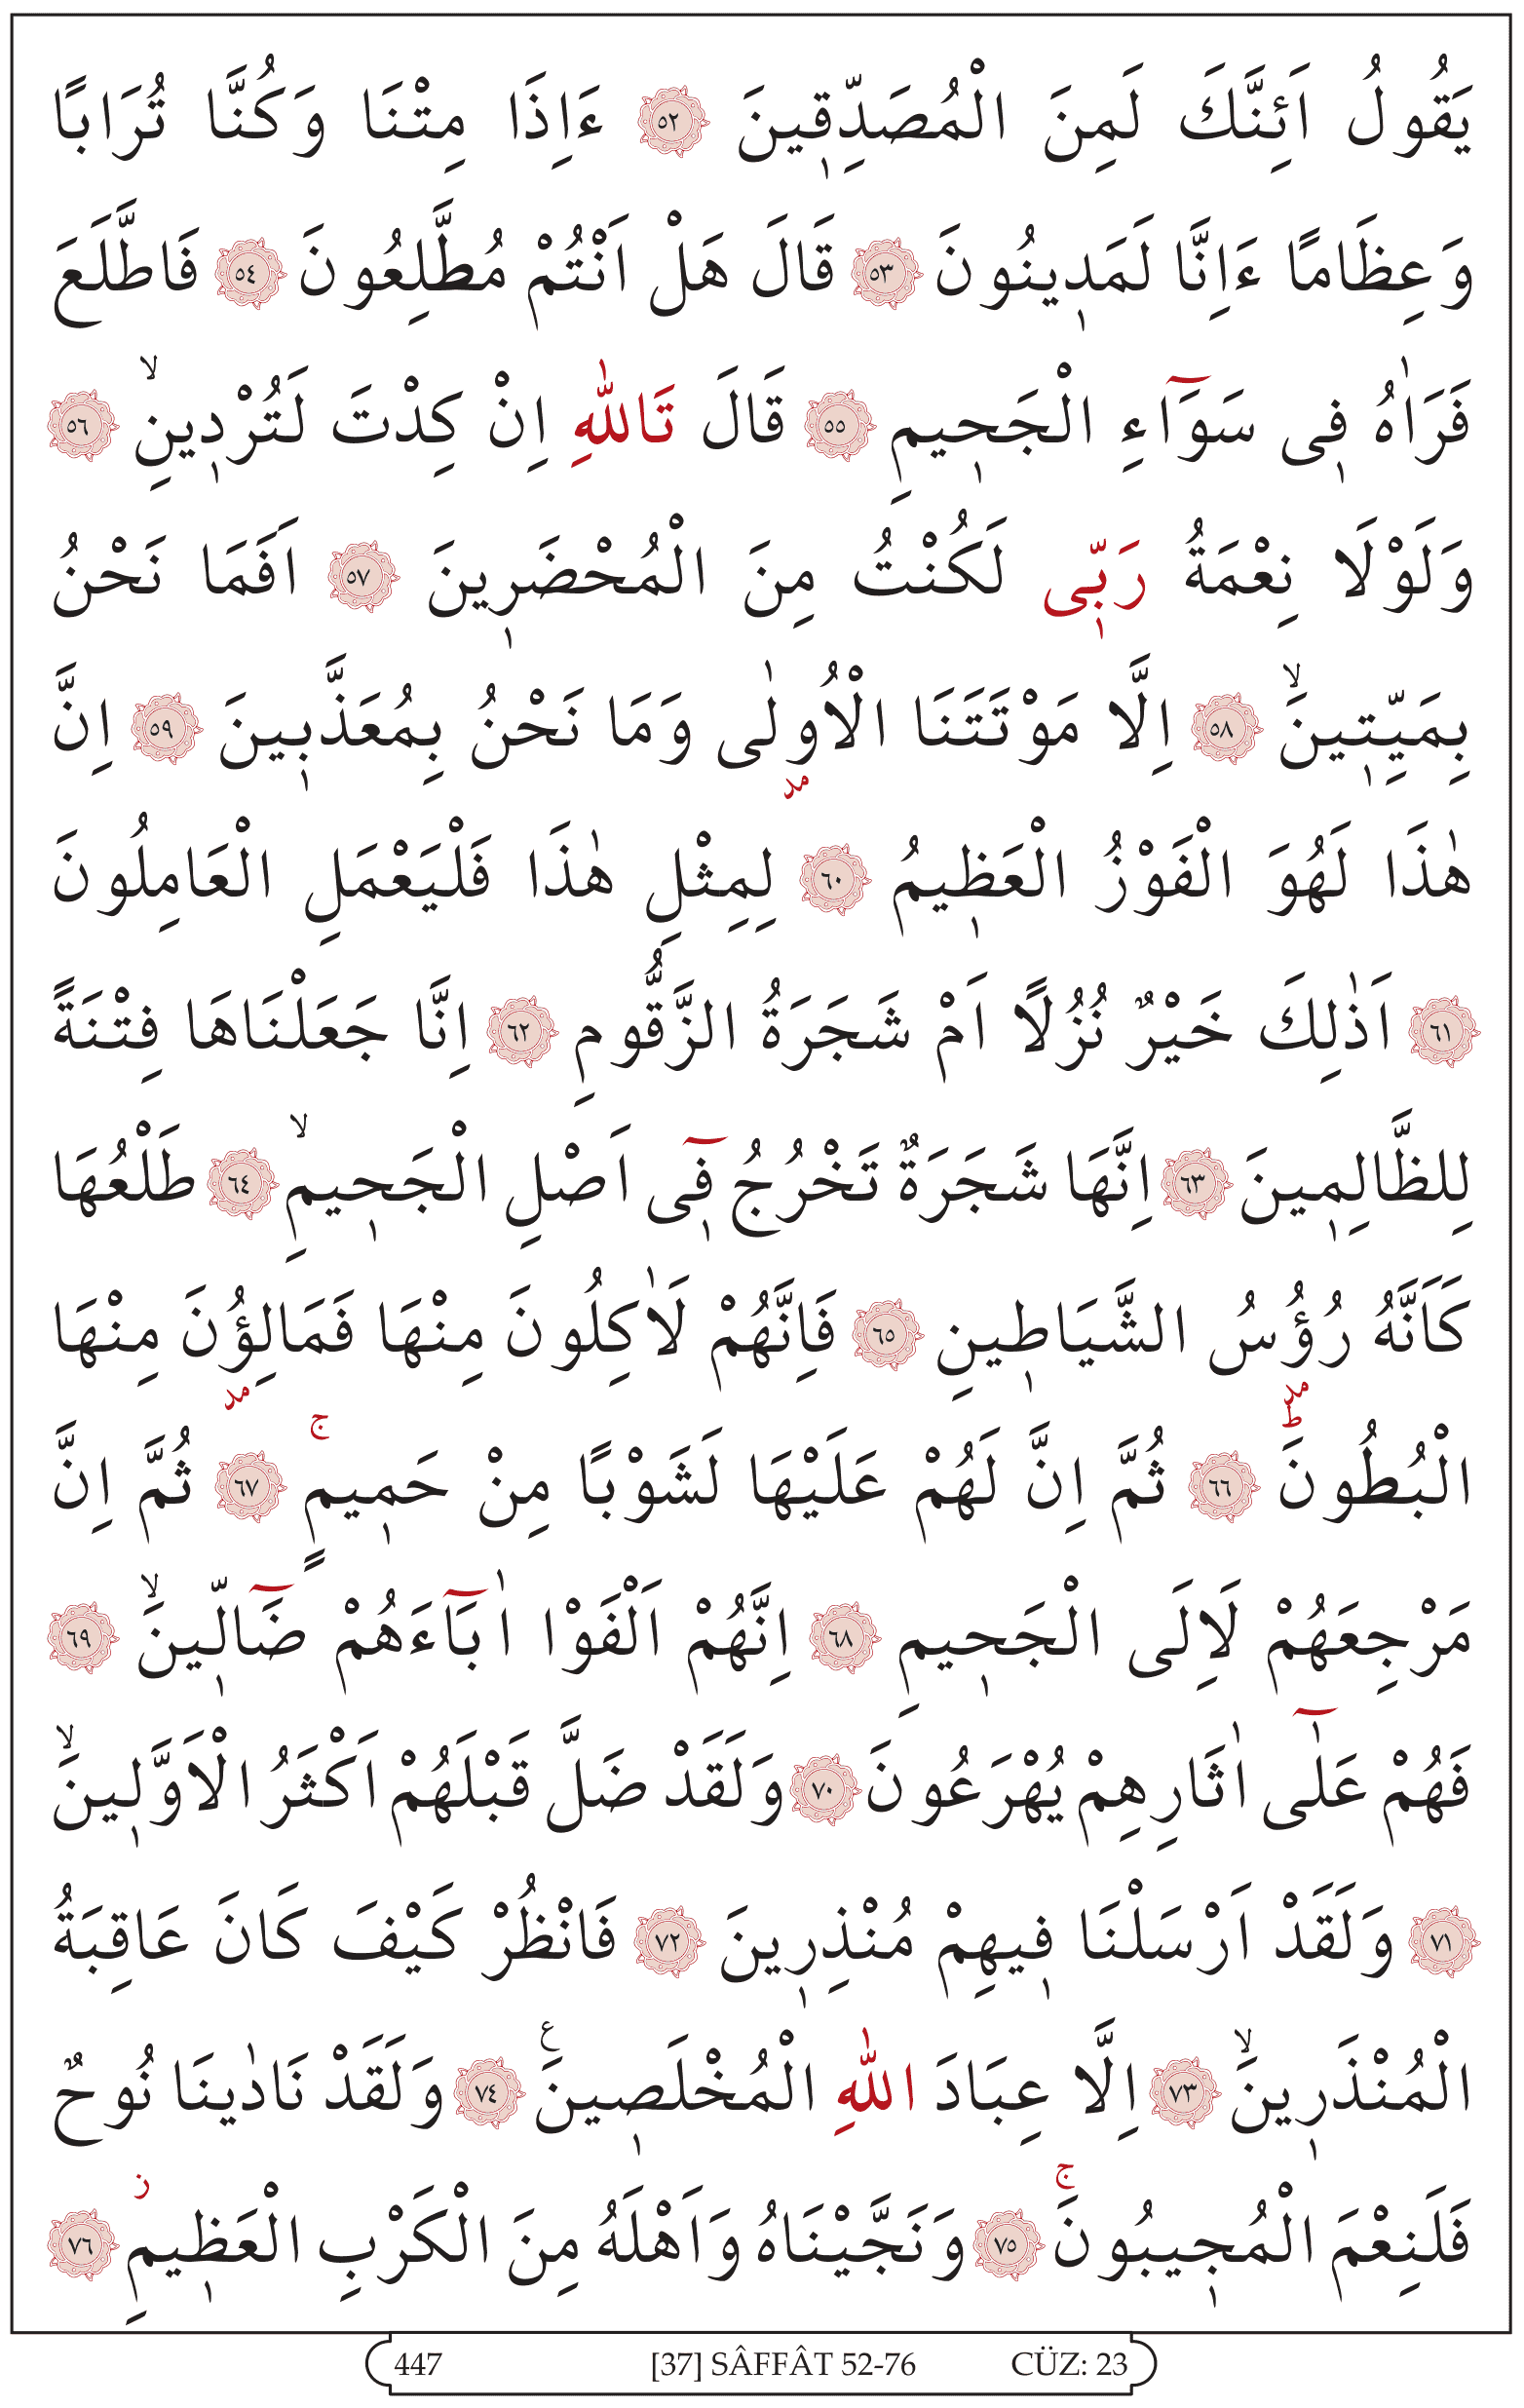 يَقُولُ اَئِنَّكَ لَمِنَ الْمُصَدِّق۪ينَ ﴿٥٢﴾ ءَاِذَا مِتْنَا وَكُنَّا تُرَابًا
وَعِظَامًا ءَاِنَّا لَمَد۪ينُونَ ﴿٥٣﴾ قَالَ هَلْ اَنْتُمْ مُطَّلِعُونَ ﴿٥٤﴾ فَاطَّلَعَ
فَرَاٰهُ ف۪ى سَوَٓاءِ الْجَح۪يمِ ﴿٥٥﴾ قَالَ تَاللّٰهِ اِنْ كِدْتَ لَتُرْد۪ينِۙ ﴿٥٦﴾
وَلَوْلَا نِعْمَةُ رَبّ۪ى لَكُنْتُ مِنَ الْمُحْضَر۪ينَ ﴿٥٧﴾ اَفَمَا نَحْنُ
بِمَيِّت۪ينَۙ ﴿٥٨﴾ اِلَّا مَوْتَتَنَا الْاُولٰى وَمَا نَحْنُ بِمُعَذَّب۪ينَ ﴿٥٩﴾ اِنَّ
هٰذَا لَهُوَ الْفَوْزُ الْعَظ۪يمُ ﴿٦٠﴾ لِمِثْلِ هٰذَا فَلْيَعْمَلِ الْعَامِلُونَ
﴿٦١﴾ اَذٰلِكَ خَيْرٌ نُزُلًا اَمْ شَجَرَةُ الزَّقُّومِ ﴿٦٢﴾ اِنَّا جَعَلْنَاهَا فِتْنَةً
لِلظَّالِم۪ينَ ﴿٦٣﴾ اِنَّهَا شَجَرَةٌ تَخْرُجُ ف۪ٓى اَصْلِ الْجَح۪يمِۙ ﴿٦٤﴾ طَلْعُهَا
كَاَنَّهُ رُؤُسُ الشَّيَاط۪ينِ ﴿٦٥﴾ فَاِنَّهُمْ لَاٰكِلُونَ مِنْهَا فَمَالِؤُنَ مِنْهَا
الْبُطُونَۜ ﴿٦٦﴾ ثُمَّ اِنَّ لَهُمْ عَلَيْهَا لَشَوْبًا مِنْ حَم۪يمٍۚ ﴿٦٧﴾ ثُمَّ اِنَّ
مَرْجِعَهُمْ لَاِلَى الْجَح۪يمِ ﴿٦٨﴾ اِنَّهُمْ اَلْفَوْا اٰبَٓاءَهُمْ ضَٓالّ۪ينَۙ ﴿٦٩﴾
فَهُمْ عَلٰٓى اٰثَارِهِمْ يُهْرَعُونَ ﴿٧٠﴾ وَلَقَدْ ضَلَّ قَبْلَهُمْ اَكْثَرُ الْاَوَّل۪ينَۙ
﴿٧١﴾ وَلَقَدْ اَرْسَلْنَا ف۪يهِمْ مُنْذِر۪ينَ ﴿٧٢﴾ فَانْظُرْ كَيْفَ كَانَ عَاقِبَةُ
الْمُنْذَر۪ينَۙ ﴿٧٣﴾ اِلَّا عِبَادَ اللّٰهِ الْمُخْلَص۪ينَ ع ﴿٧٤﴾ وَلَقَدْ نَادٰينَا نُوحٌ
فَلَنِعْمَ الْمُج۪يبُونَۚ ﴿٧٥﴾ وَنَجَّيْنَاهُ وَاَهْلَهُ مِنَ الْكَرْبِ الْعَظ۪يمِ ز ﴿٧٦﴾
447 [37] SÂFFÂT 52-76 CÜZ: 23